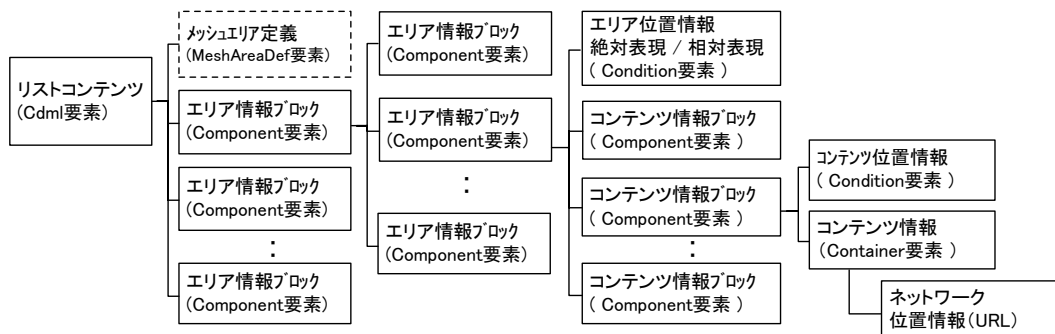 リストコンテンツ
(Cdml要素)
メッシュエリア定義
(MeshAreaDef要素)
エリア情報ブロック
(Component要素)
エリア情報ブロック
(Component要素)
:
エリア情報ブロック
(Component要素)
エリア情報ブロック
(Component要素)
エリア情報ブロック
(Component要素)
:
エリア情報ブロック
(Component要素)
エリア位置情報
絶対表現 / 相対表現
( Condition要素 )
コンテンツ情報ブロック
( Component要素 )
コンテンツ情報ブロック
( Component要素 )
:
コンテンツ情報ブロック
( Component要素 )
コンテンツ位置情報
( Condition要素 )
コンテンツ情報
(Container要素 )
ネットワーク
位置情報(URL)